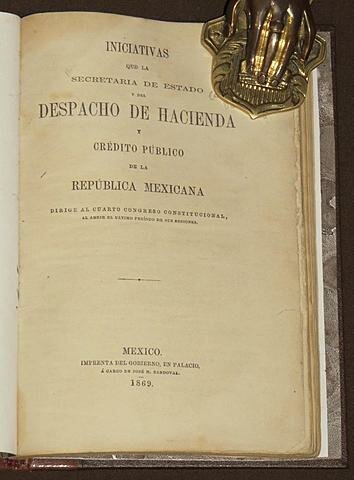 INICIATIVAS
QUE LA
SECRETARIA DE ESTADO
Y DEL
DESPACHO DE HACIENDA
Y
CRÉDITO PÚBLICO
DE LA
REPÚBLICA MEXICANA
DIRIGE AL CUARTO CONGRESO CONSTITUCIONAL,
AL ABRIR EL ULTIMO PERÍODO DE SUS SESIONES.
MEXICO.
IMPRENTA DEL GOBIERNO, EN PALACIO,
Á CARGO DE JOSÉ M. SANDOVAL.
1869.